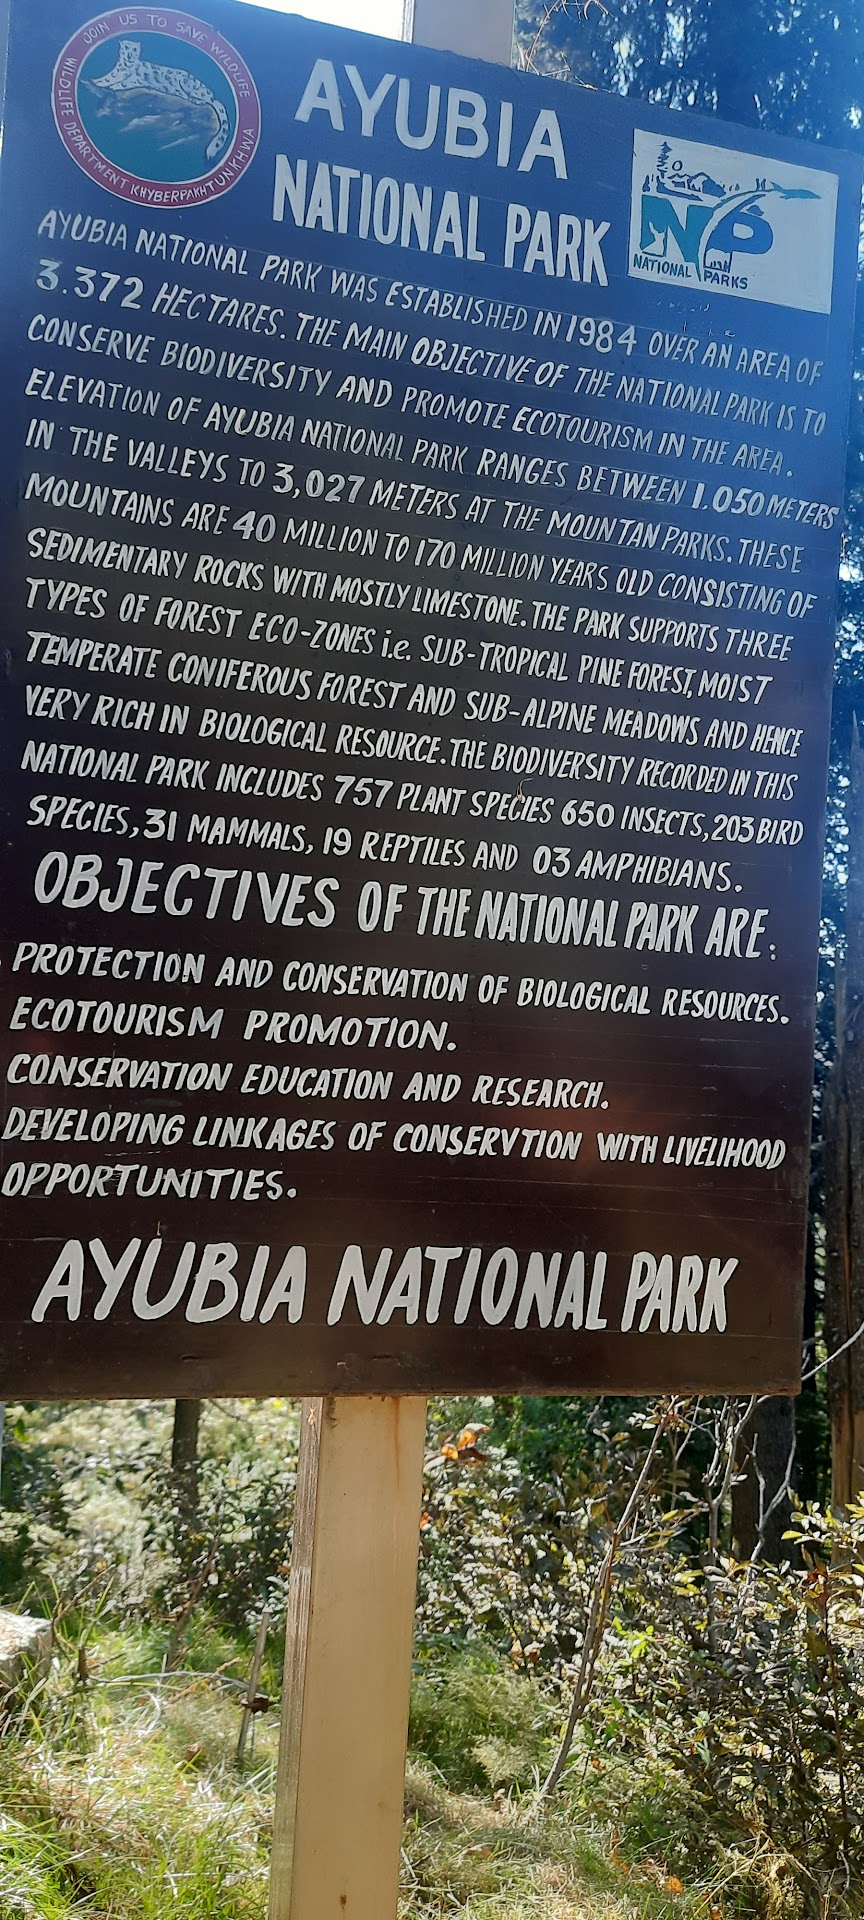 JOIN US TO SAVE WILDLIFE
WILDLIFE DEPARTMENT KHYBERPAKHTUNKHWA
AYUBIA
NATIONAL PARK
NP
NATIONAL PARKS
AYUBIA NATIONAL PARK WAS ESTABLISHED IN 1984 OVER AN AREA OF
3.372 HECTARES. THE MAIN OBJECTIVE OF THE NATIONAL PARK IS TO
CONSERVE BIODIVERSITY AND PROMOTE ECOTOURISM IN THE AREA.
ELEVATION OF AYUBIA NATIONAL PARK RANGES BETWEEN 1.050 METERS
IN THE VALLEYS TO 3,027 METERS AT THE MOUNTAN PARKS. THESE
MOUNTAINS ARE 40 MILLION TO 170 MILLION YEARS OLD CONSISTING OF
SEDIMENTARY ROCKS WITH MOSTLY LIMESTONE. THE PARK SUPPORTS THREE
TYPES OF FOREST ECO-ZONES i.e. SUB-TROPICAL PINE FOREST, MOIST
TEMPERATE CONIFEROUS FOREST AND SUB-ALPINE MEADOWS AND HENCE
VERY RICH IN BIOLOGICAL RESOURCE. THE BIODIVERSITY RECORDED IN THIS
NATIONAL PARK INCLUDES 757 PLANT SPECIES 650 INSECTS, 203 BIRD
SPECIES, 31 MAMMALS, 19 REPTILES AND 03 AMPHIBIANS.
OBJECTIVES OF THE NATIONAL PARK ARE:
PROTECTION AND CONSERVATION OF BIOLOGICAL RESOURCES.
ECOTOURISM PROMOTION.
CONSERVATION EDUCATION AND RESEARCH.
DEVELOPING LINKAGES OF CONSERVTION WITH LIVELIHOOD
OPPORTUNITIES.
AYUBIA NATIONAL PARK